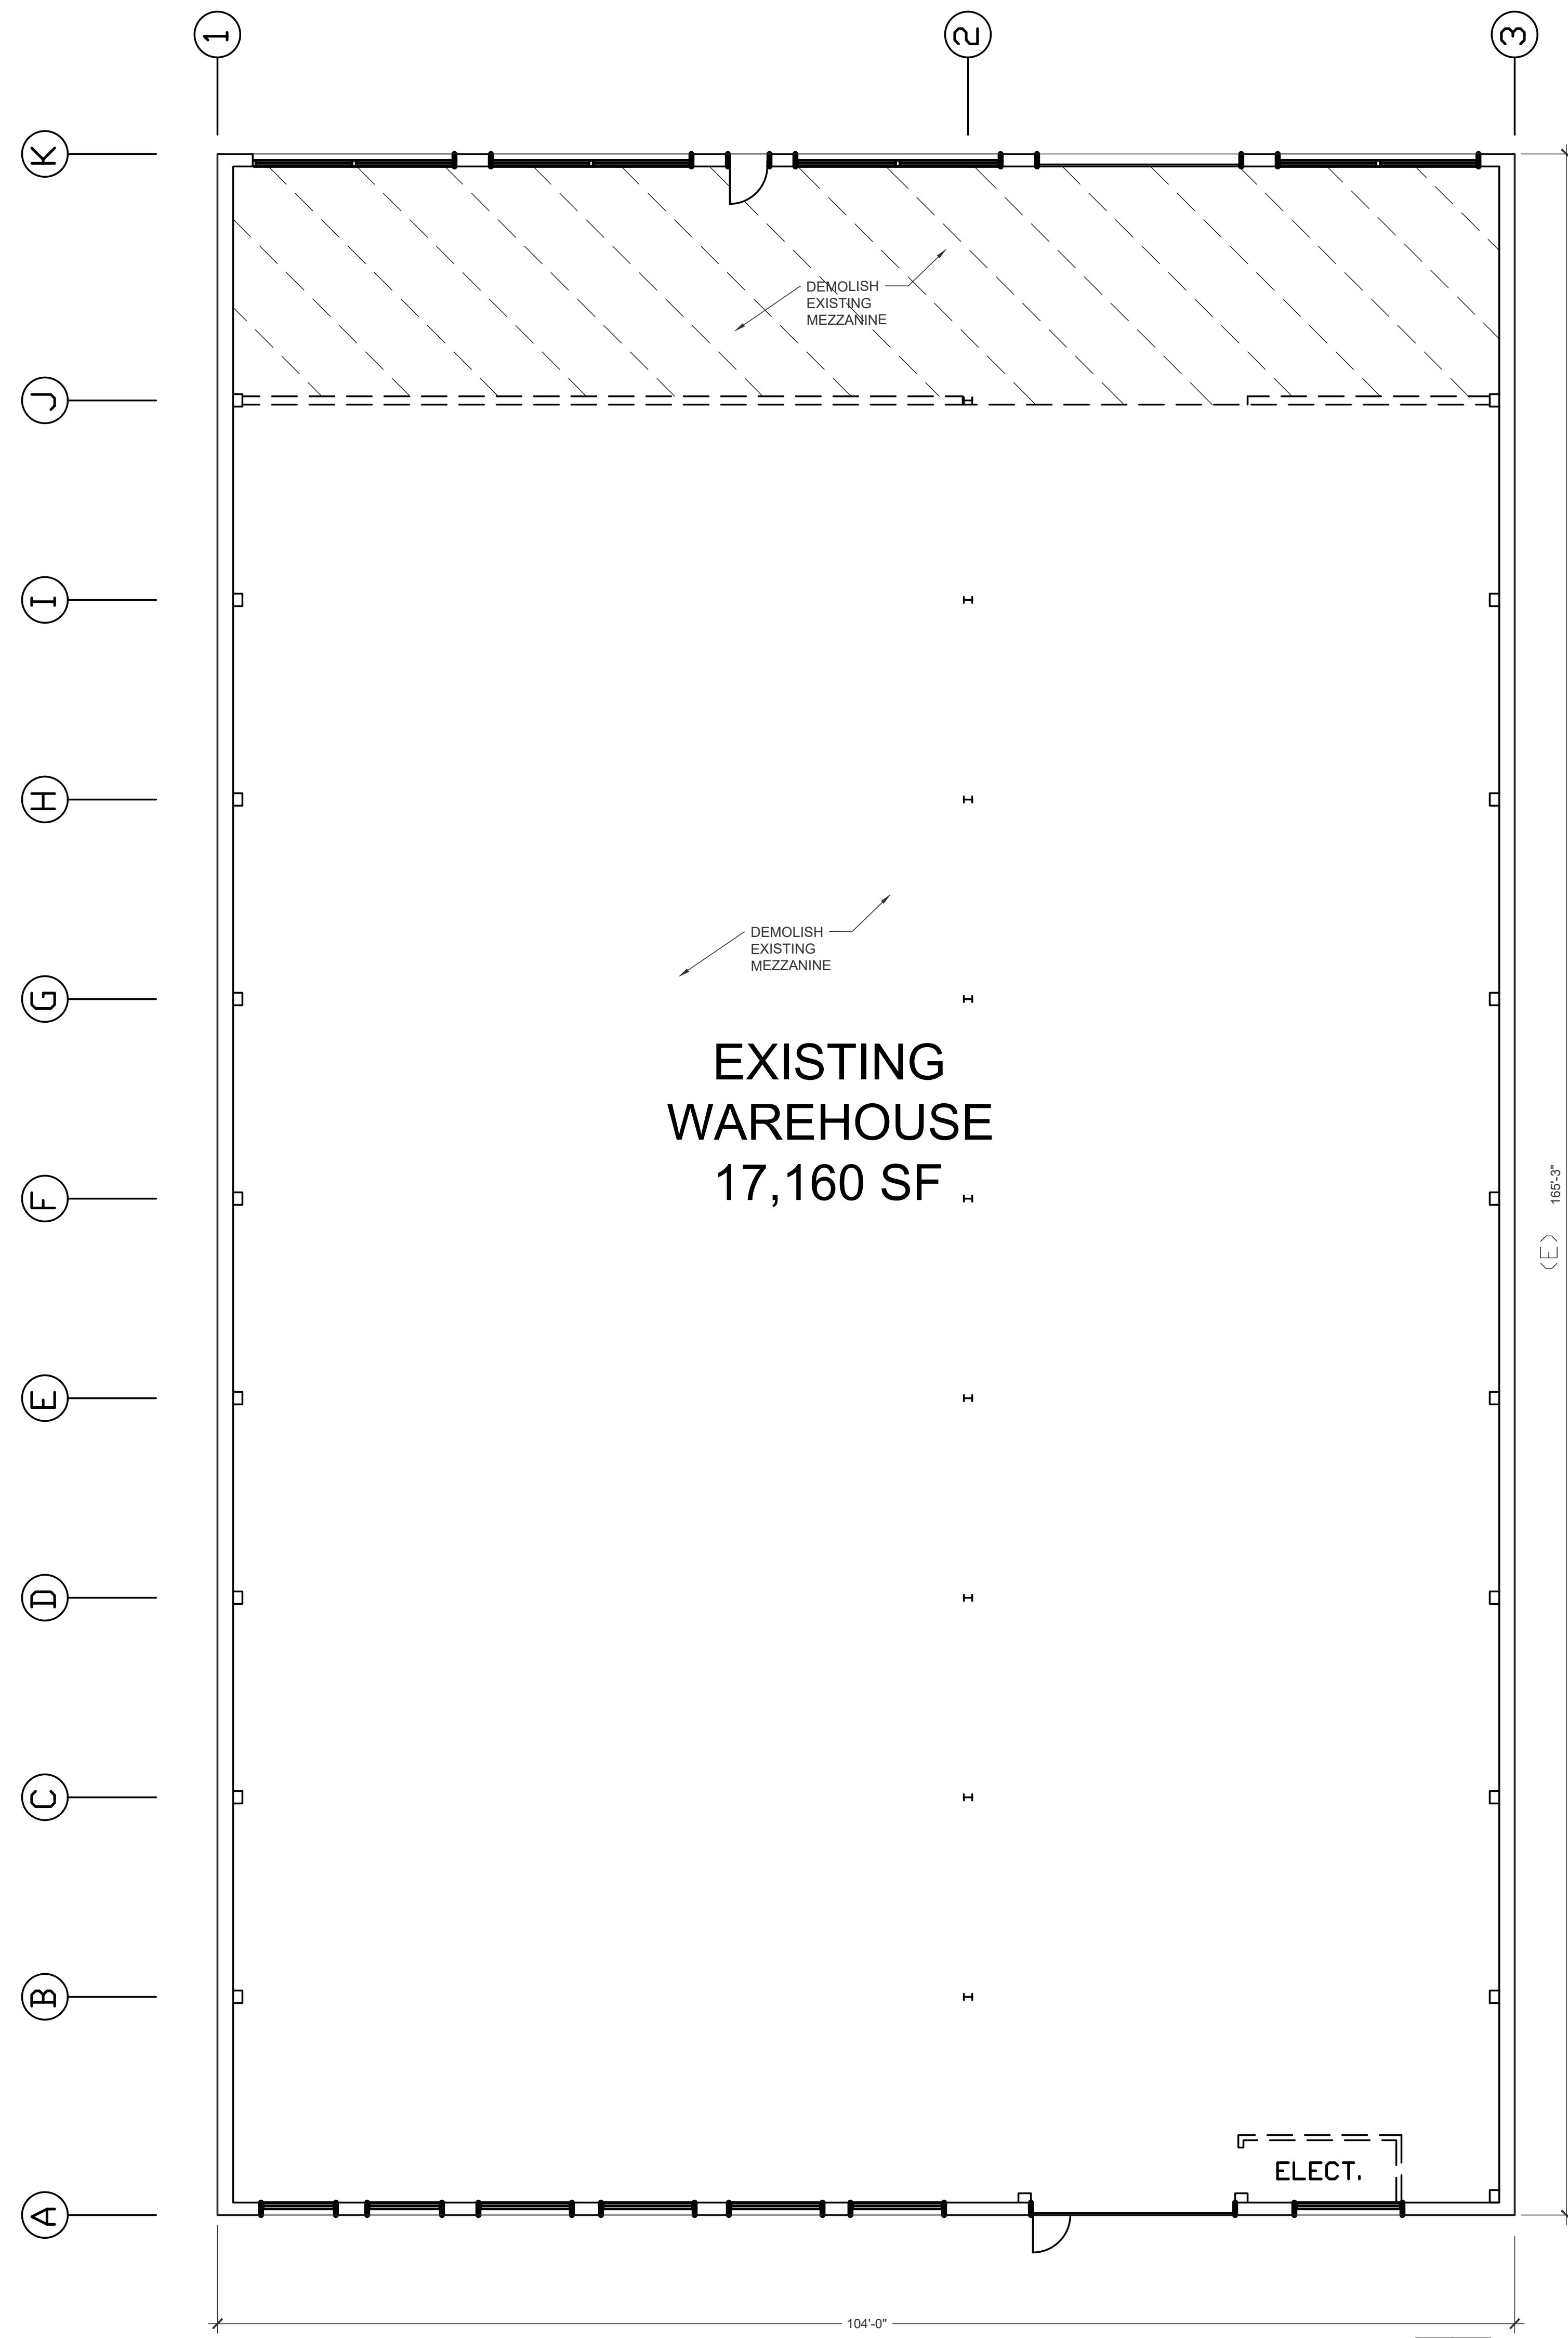 1
2
3
K
J
I
H
G
F
E
D
C
B
A
DEMOLISH
EXISTING
MEZZANINE
DEMOLISH
EXISTING
MEZZANINE
EXISTING
WAREHOUSE
17,160 SF
(E) 165'-3"
ELECT.
104'-0"